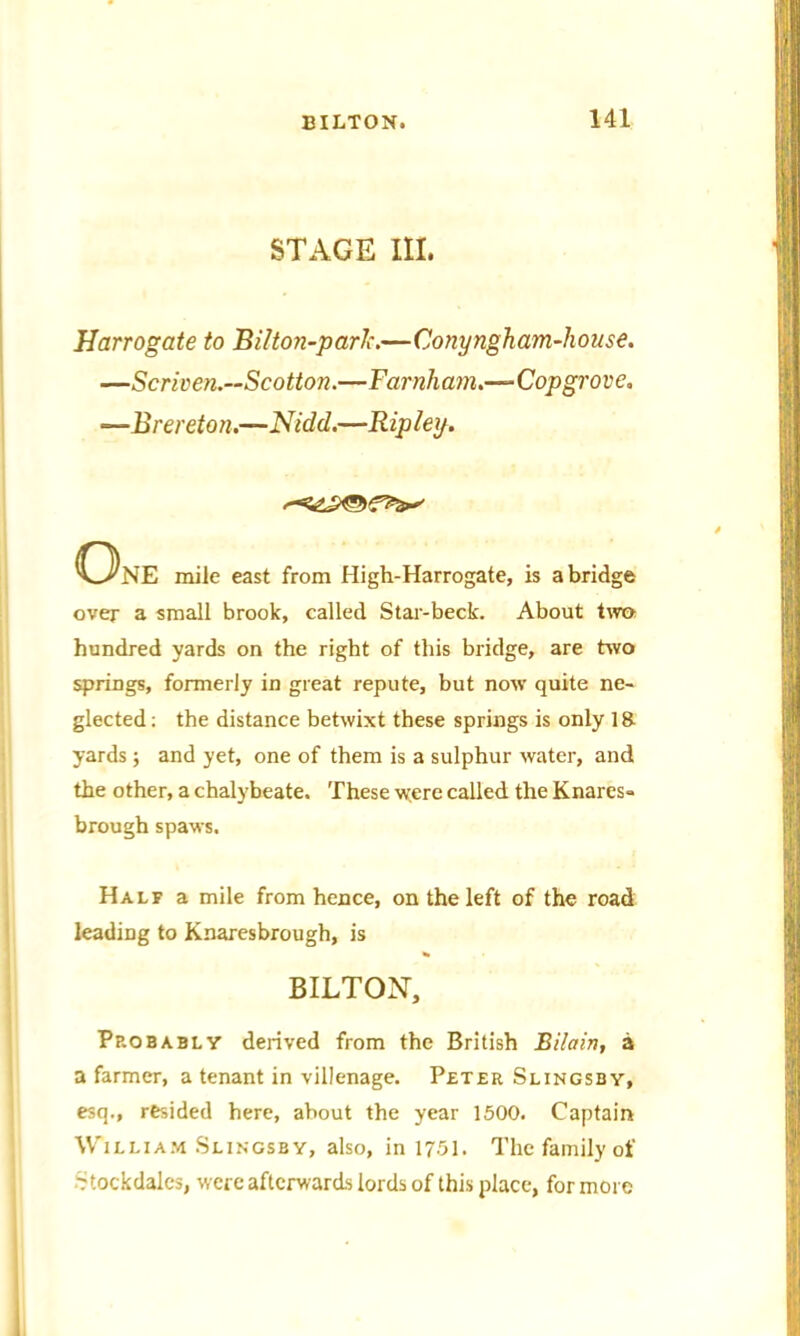 BILTON. 141
STAGE III.
Harrogate to Bilton-park.—Conyngham-house.
—Scriven.--Scotton.—Farnham.—Copgrove.
—Brereton.—Nidd.—Ripley.
ONE mile east from High-Harrogate, is a bridge
over a small brook, called Star-beck. About two
hundred yards on the right of this bridge, are two
springs, formerly in great repute, but now quite ne-
glected: the distance betwixt these springs is only 18
yards; and yet, one of them is a sulphur water, and
the other, a chalybeate. These were called the Knares-
brough spaws.
HALF a mile from hence, on the left of the road
leading to Knaresbrough, is
BILTON,
PROBABLY derived from the British Bilain, à
a farmer, a tenant in villenage. PETER SLINGSBY,
esq., resided here, about the year 1500. Captain
WILLIAM SLINGSBY, also, in 1751. The family of
Stockdales, were afterwards lords of this place, for more